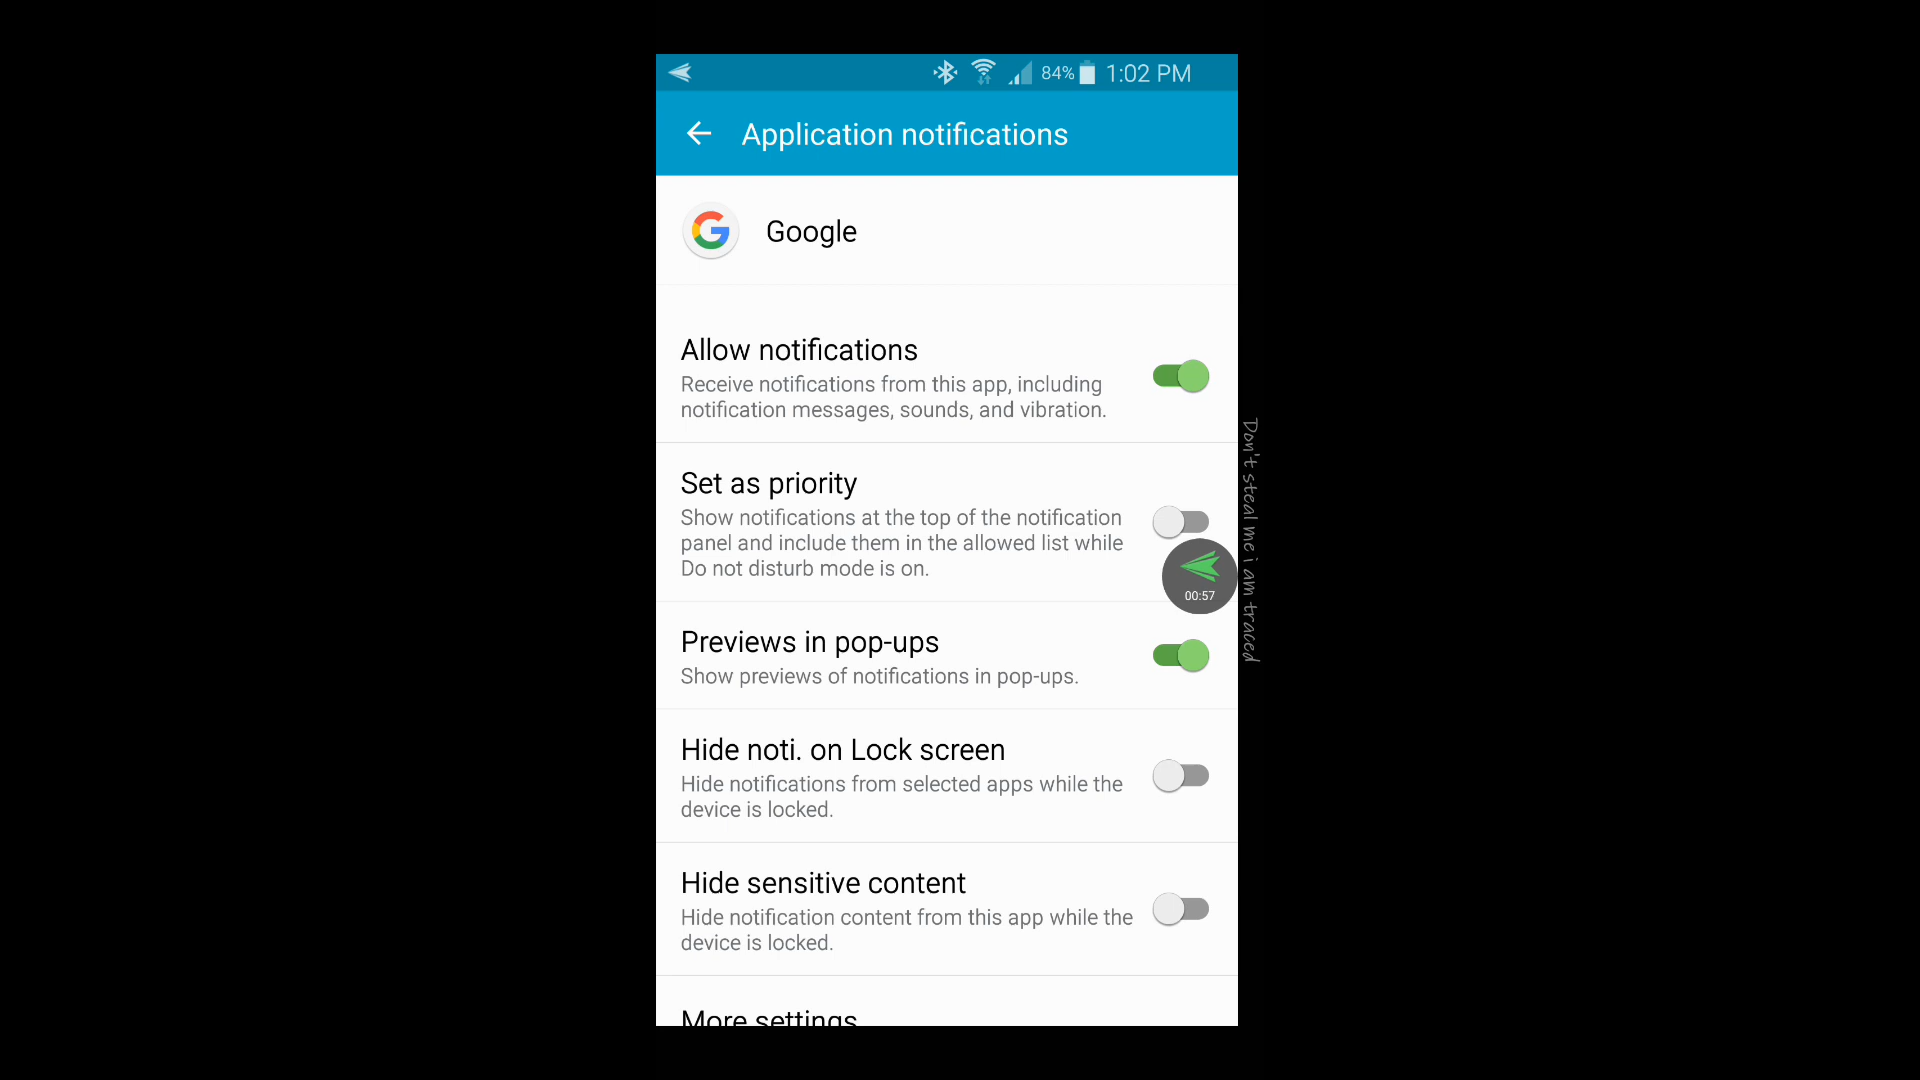 84% 1:02 PM
Application notifications
Google
Allow notifications
Receive notifications from this app, including
notification messages, sounds, and vibration.
Set as priority
Show notifications at the top of the notification
panel and include them in the allowed list while
Do not disturb mode is on.
00:57
Previews in pop-ups
Show previews of notifications in pop-ups.
Hide noti. on Lock screen
Hide notifications from selected apps while the
device is locked.
Hide sensitive content
Hide notification content from this app while the
device is locked.
More settings
Don't steal me i am traced